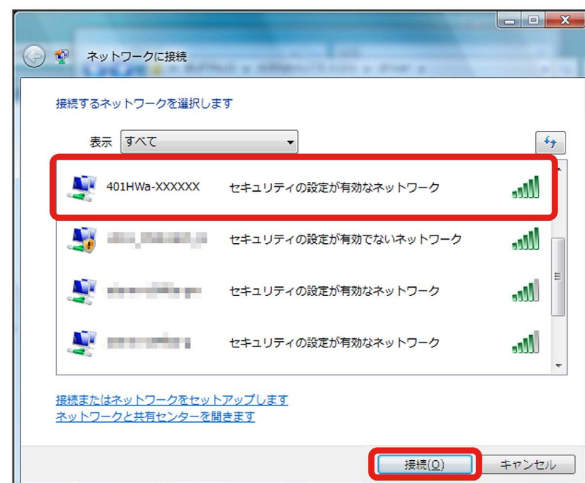 ネットワークに接続
接続するネットワークを選択します
表示 すべて
401HWa-XXXXXX セキュリティの設定が有効なネットワーク
セキュリティの設定が有効でないネットワーク
セキュリティの設定が有効なネットワーク
セキュリティの設定が有効なネットワーク
接続またはネットワークをセットアップします
ネットワークと共有センターを開きます
接続(O) キャンセル